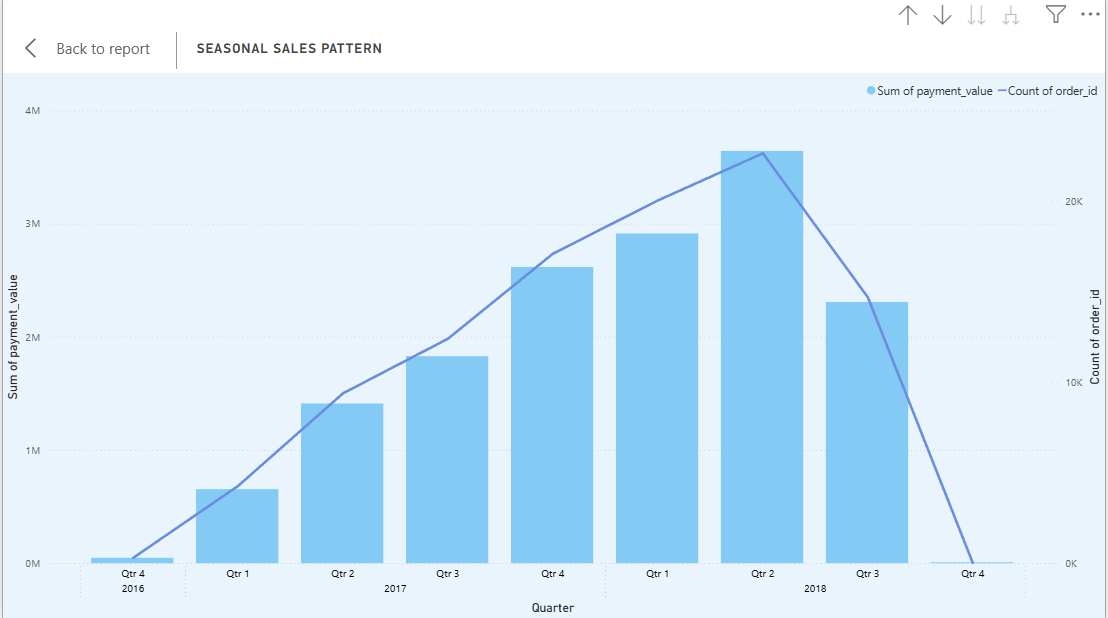 Back to report
SEASONAL SALES PATTERN
Sum of payment_value
Count of order_id
4M
3M
2M
1M
0M
20K
10K
0K
Sum of payment_value
Count of order_id
Qtr 4 Qtr 1 Qtr 2 Qtr 3 Qtr 4 Qtr 1 Qtr 2 Qtr 3 Qtr 4
2016 2017 2018
Quarter